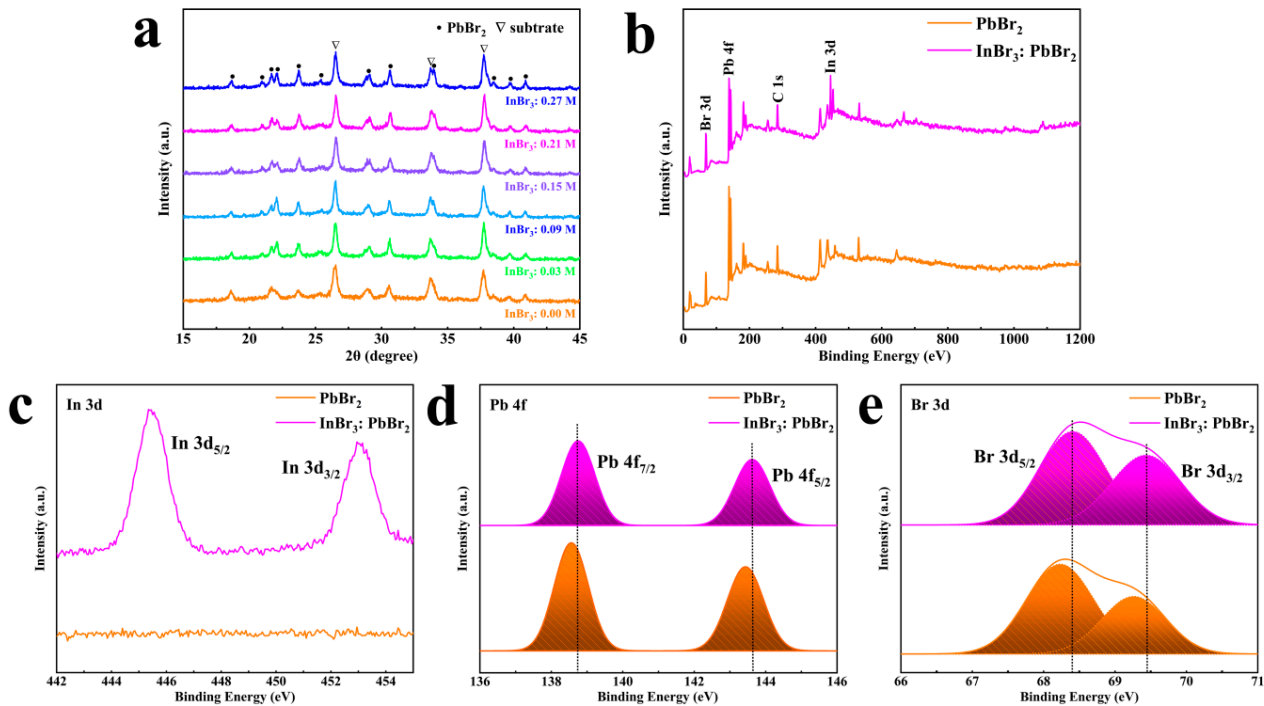 a
• PbBr₂ ▽ subtrate
InBr₃: 0.27 M
InBr₃: 0.21 M
InBr₃: 0.15 M
InBr₃: 0.09 M
InBr₃: 0.03 M
InBr₃: 0.00 M
Intensity (a.u.)
15 20 25 30 35 40 45
2θ (degree)
b
PbBr₂
InBr₃: PbBr₂
Br 3d
Pb 4f
C 1s
In 3d
Intensity (a.u.)
0 200 400 600 800 1000 1200
Binding Energy (eV)
c
In 3d
PbBr₂
InBr₃: PbBr₂
In 3d₅/₂
In 3d₃/₂
Intensity (a.u.)
442 444 446 448 450 452 454
Binding Energy (eV)
d
Pb 4f
PbBr₂
InBr₃: PbBr₂
Pb 4f₇/₂
Pb 4f₅/₂
Intensity (a.u.)
136 138 140 142 144 146
Binding Energy (eV)
e
Br 3d
PbBr₂
InBr₃: PbBr₂
Br 3d₅/₂
Br 3d₃/₂
Intensity (a.u.)
66 67 68 69 70 71
Binding Energy (eV)